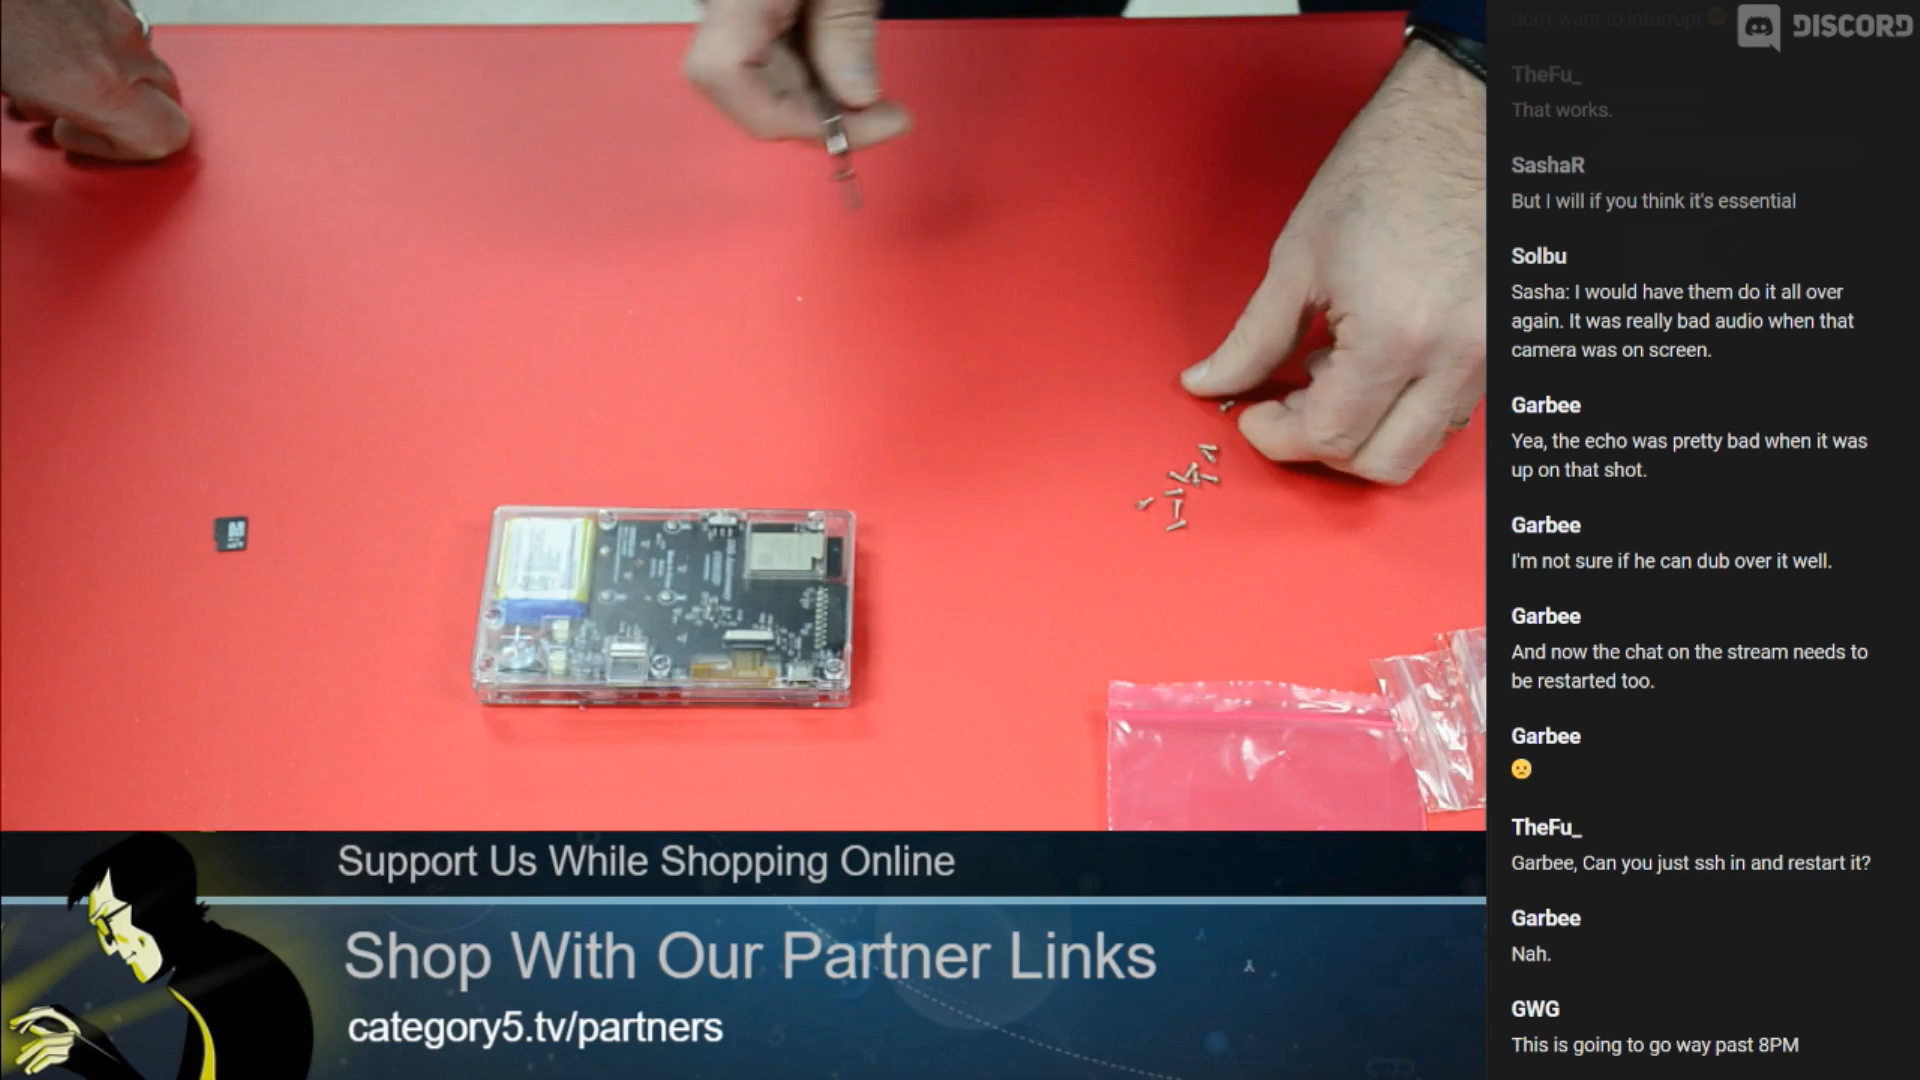 don't want to inturrupt
DISCORD
TheFu_
That works.
SashaR
But I will if you think it's essential
Solbu
Sasha: I would have them do it all over
again. It was really bad audio when that
camera was on screen.
Garbee
Yea, the echo was pretty bad when it was
up on that shot.
Garbee
I'm not sure if he can dub over it well.
Garbee
And now the chat on the stream needs to
be restarted too.
Garbee
TheFu_
Garbee, Can you just ssh in and restart it?
Garbee
Nah.
GWG
This is going to go way past 8PM
Support Us While Shopping Online
Shop With Our Partner Links
category5.tv/partners